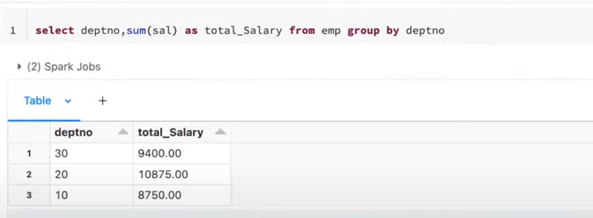 1 select deptno,sum(sal) as total_Salary from emp group by deptno
(2) Spark Jobs
Table +
deptno total_Salary
1 30 9400.00
2 20 10875.00
3 10 8750.00